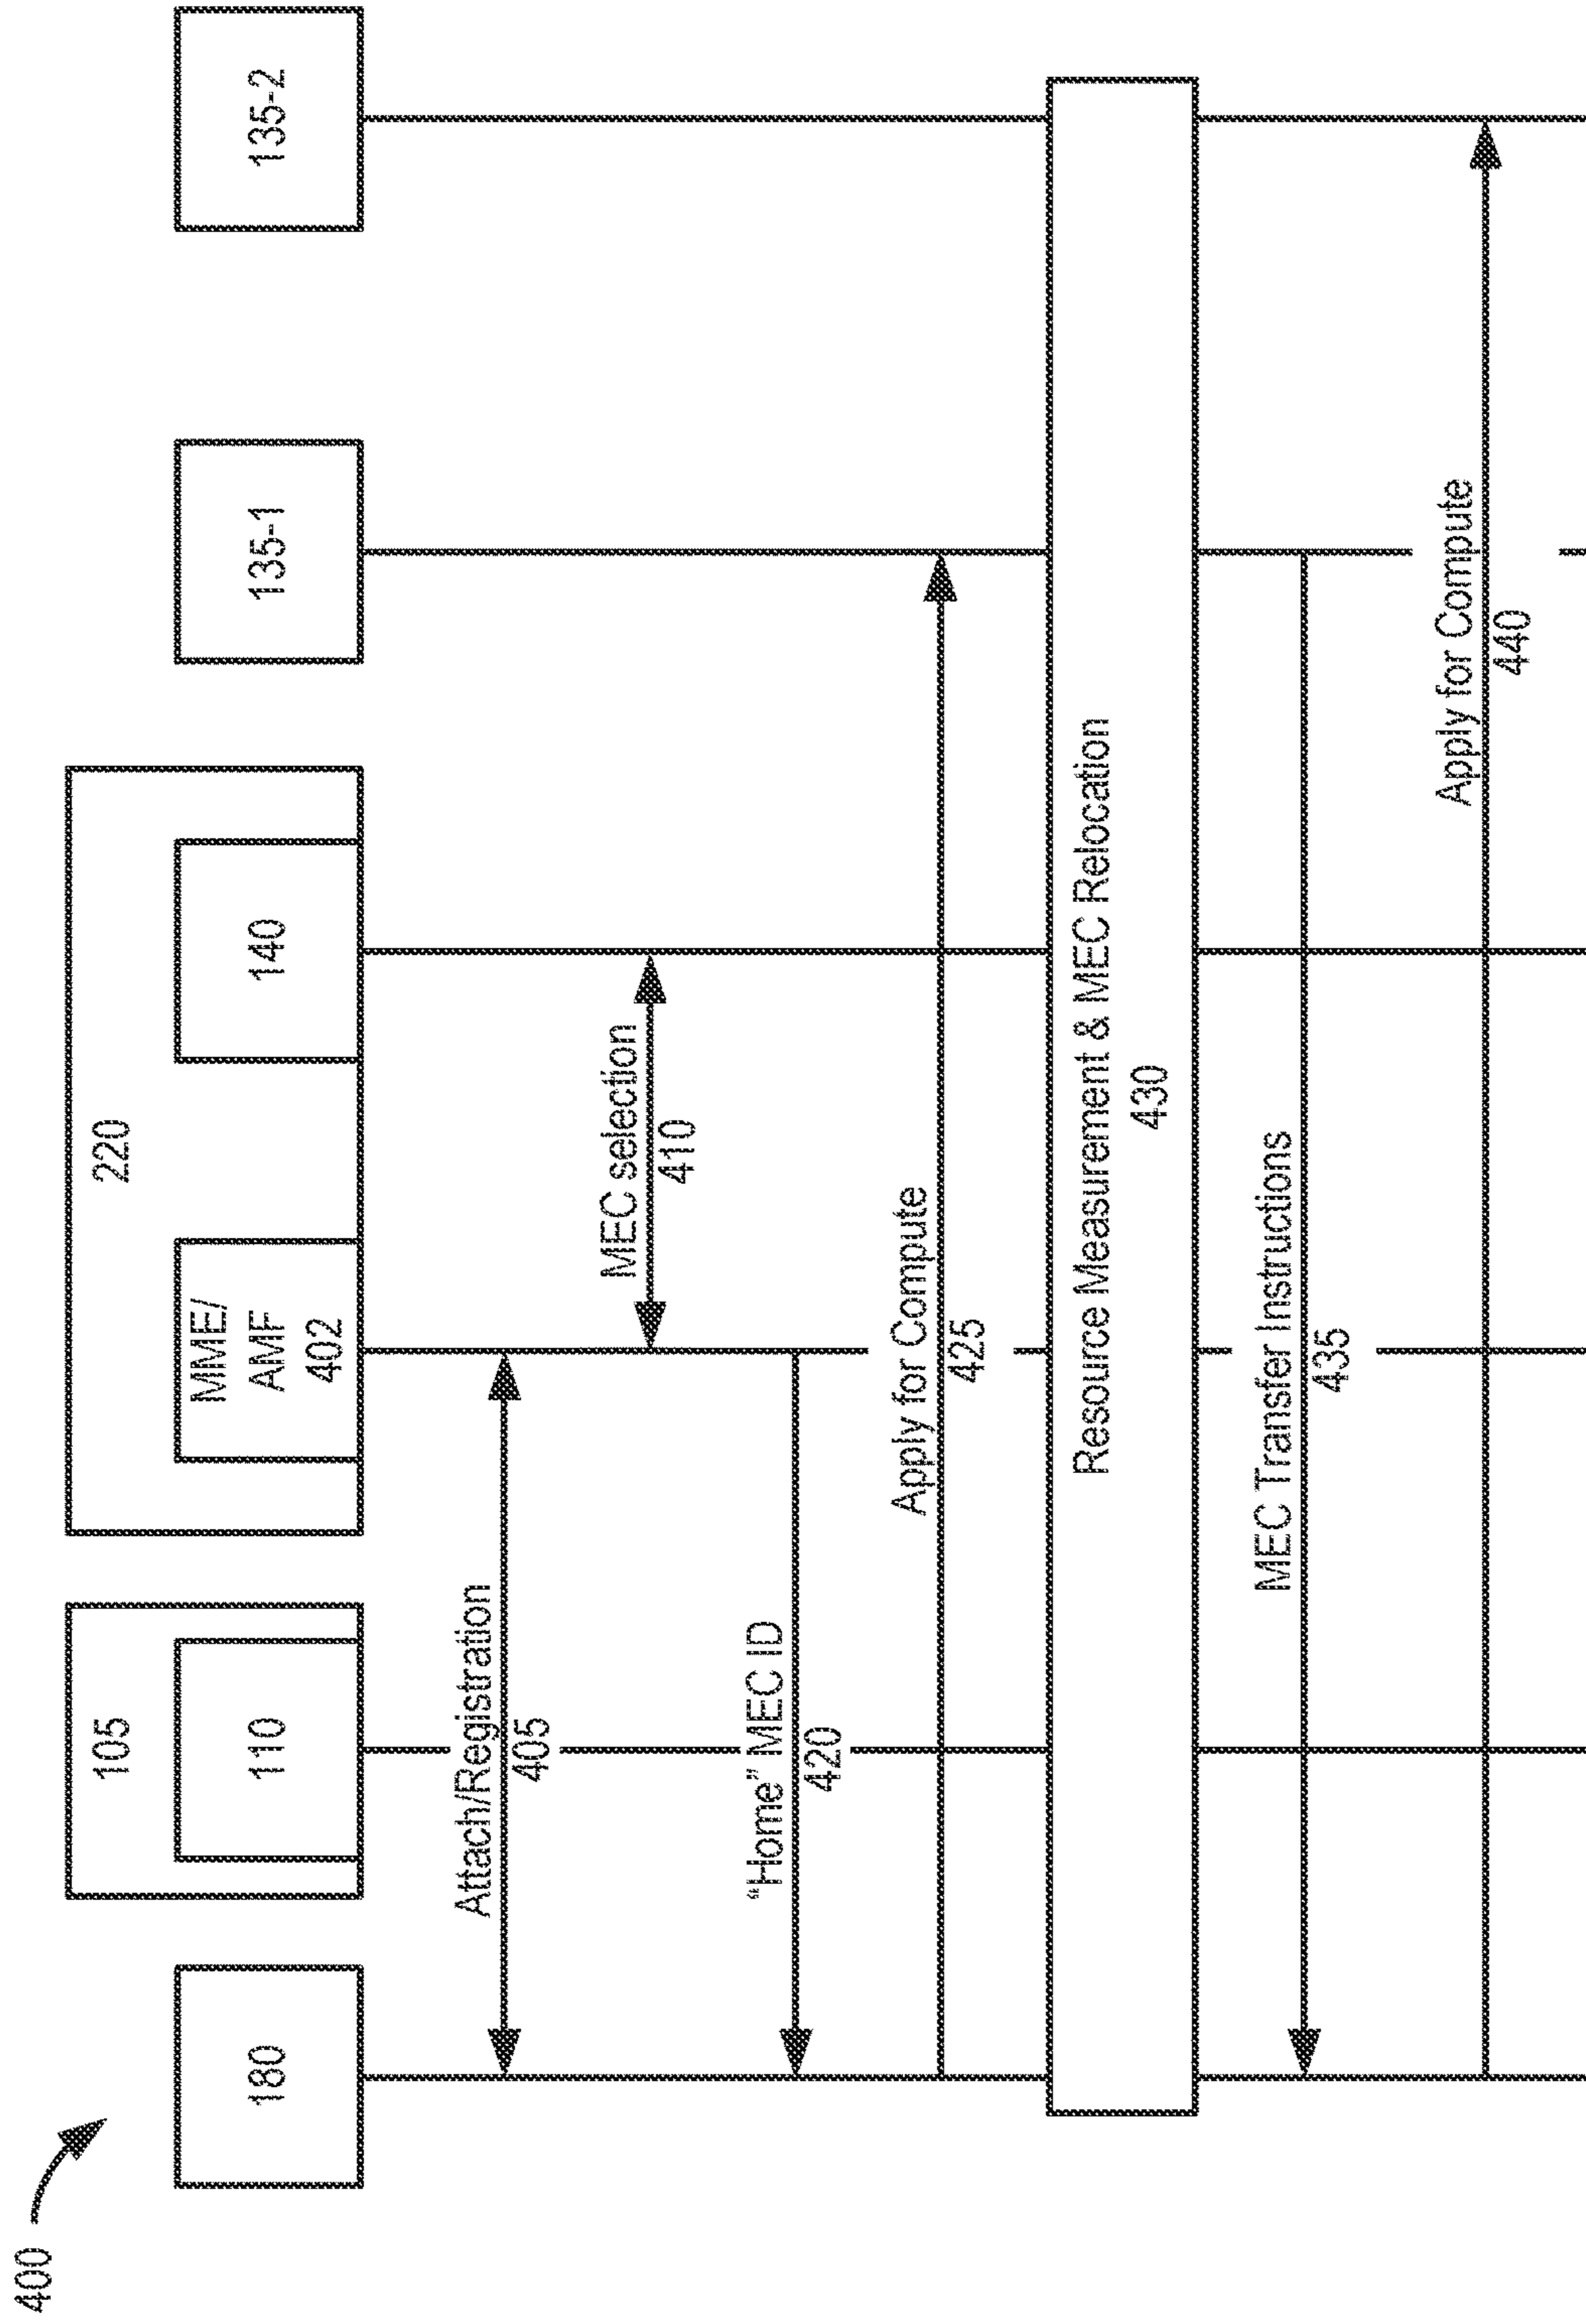 400
105
220
180
110
MME/
AMF
402
140
135-1
135-2
Attach/Registration
405
MEC selection
410
“Home” MEC ID
420
Apply for Compute
425
Resource Measurement & MEC Relocation
430
MEC Transfer Instructions
435
Apply for Compute
440